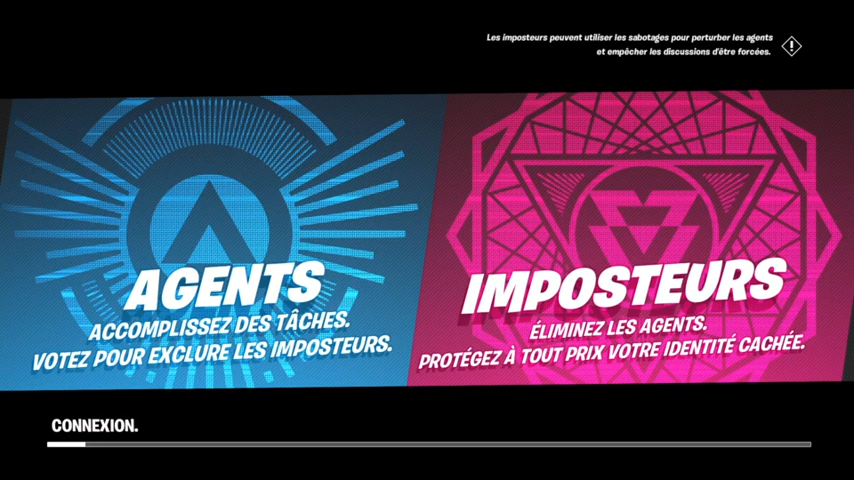 Les imposteurs peuvent utiliser les sabotages pour perturber les agents
et empêcher les discussions d'être forcées.
AGENTS
ACCOMPLISSEZ DES TÂCHES.
VOTEZ POUR EXCLURE LES IMPOSTEURS.
IMPOSTEURS
ÉLIMINEZ LES AGENTS.
PROTÉGEZ À TOUT PRIX VOTRE IDENTITÉ CACHÉE.
CONNEXION.